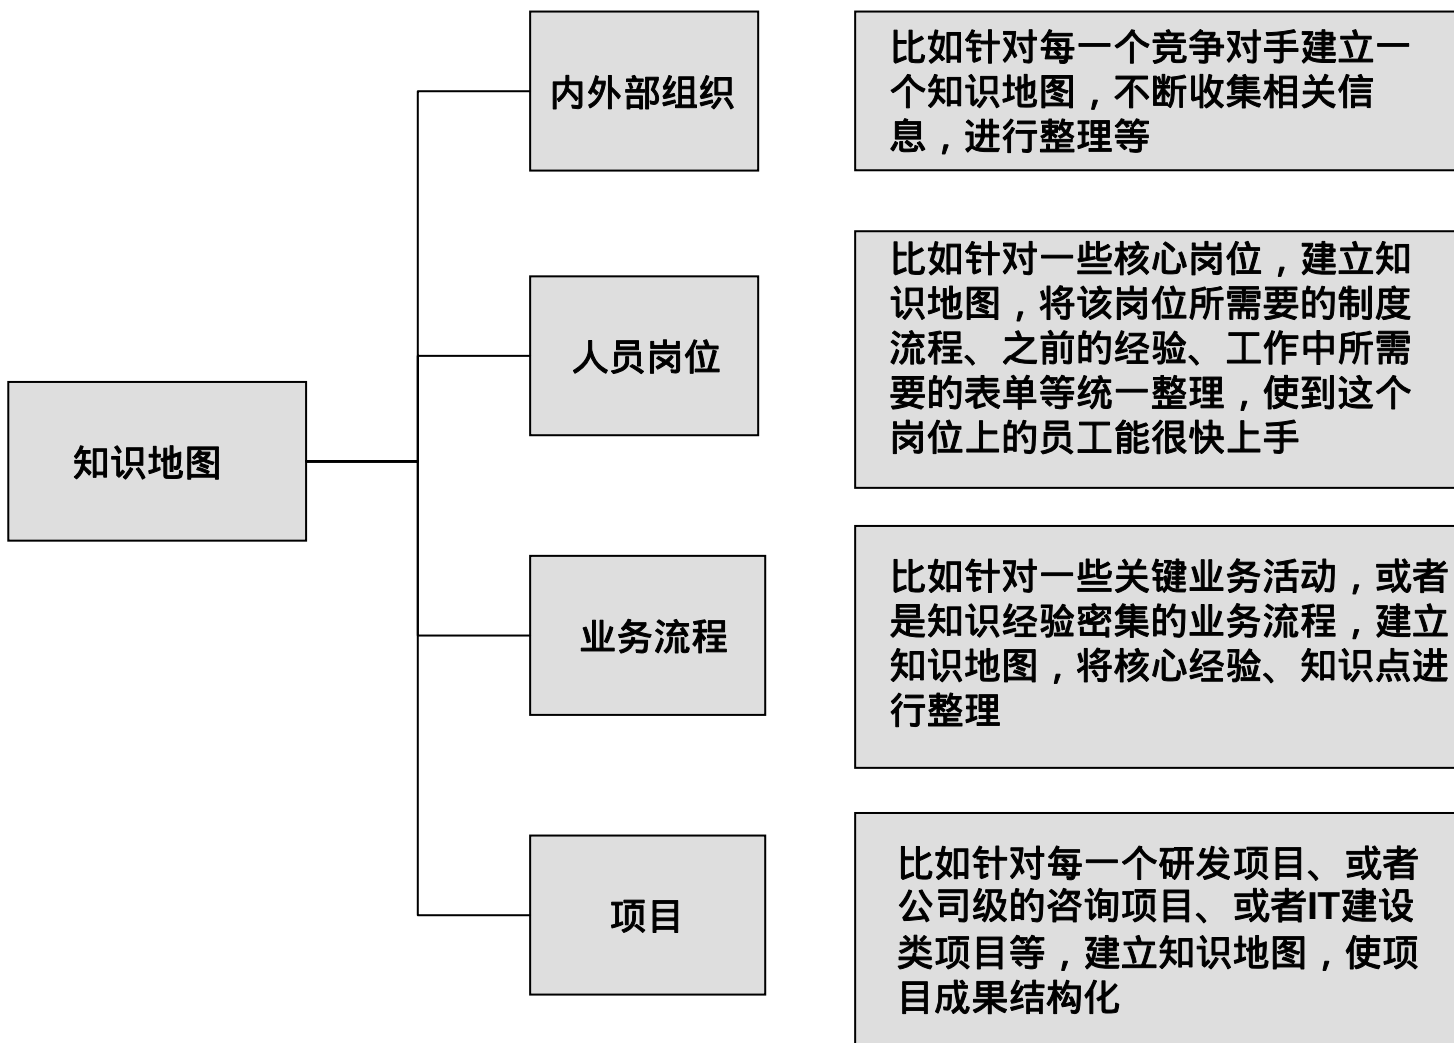 内外部组织
比如针对每一个竞争对手建立一
个知识地图，不断收集相关信
息，进行整理等
人员岗位
比如针对一些核心岗位，建立知
识地图，将该岗位所需要的制度
流程、之前的经验、工作中所需
要的表单等统一整理，使到这个
岗位上的员工能很快上手
知识地图
业务流程
比如针对一些关键业务活动，或者
是知识经验密集的业务流程，建立
知识地图，将核心经验、知识点进
行整理
项目
比如针对每一个研发项目、或者
公司级的咨询项目、或者IT建设
类项目等，建立知识地图，使项
目成果结构化